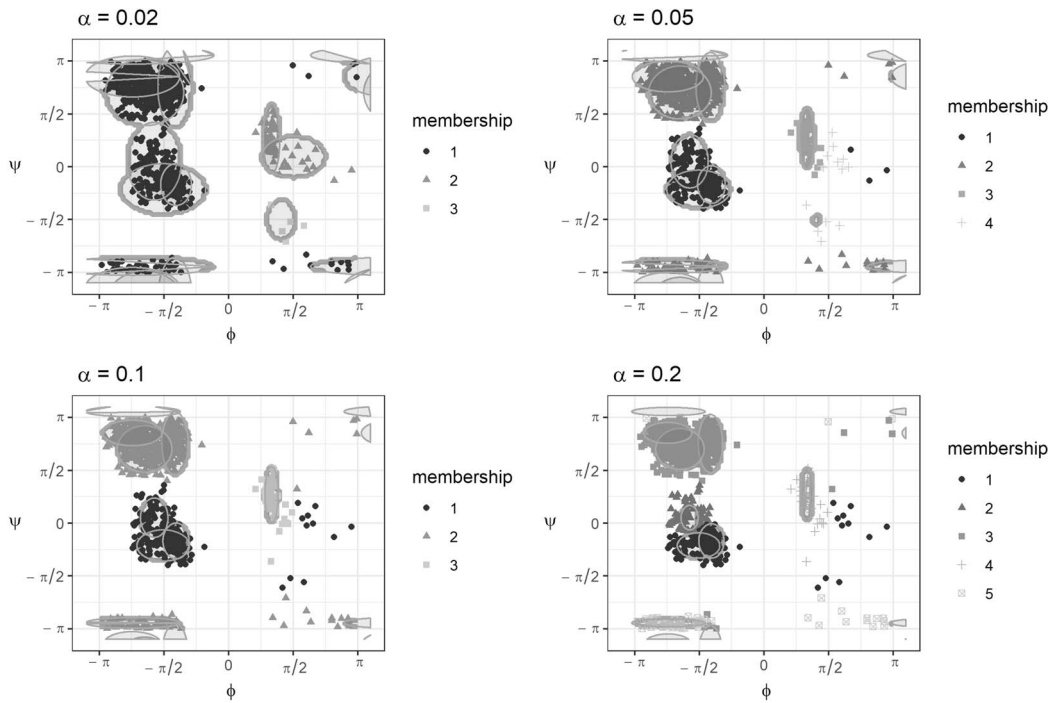 α = 0.02
π
π/2
0
− π/2
− π
ψ
− π
− π/2
0
π/2
π
ϕ
membership
1
2
3
α = 0.05
π
π/2
0
− π/2
− π
ψ
− π
− π/2
0
π/2
π
ϕ
membership
1
2
3
4
α = 0.1
π
π/2
0
− π/2
− π
ψ
− π
− π/2
0
π/2
π
ϕ
membership
1
2
3
α = 0.2
π
π/2
0
− π/2
− π
ψ
− π
− π/2
0
π/2
π
ϕ
membership
1
2
3
4
5